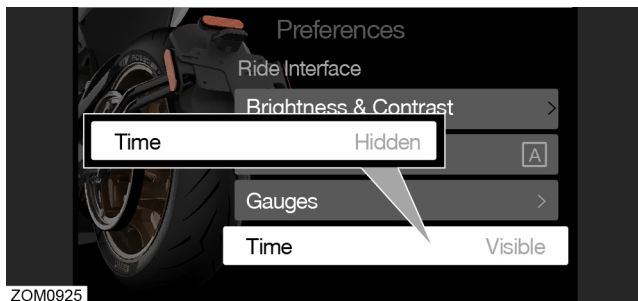 Preferences
Ride Interface
Brightness & Contrast >
Time Hidden
A
Gauges >
Time Visible
ZOM0925